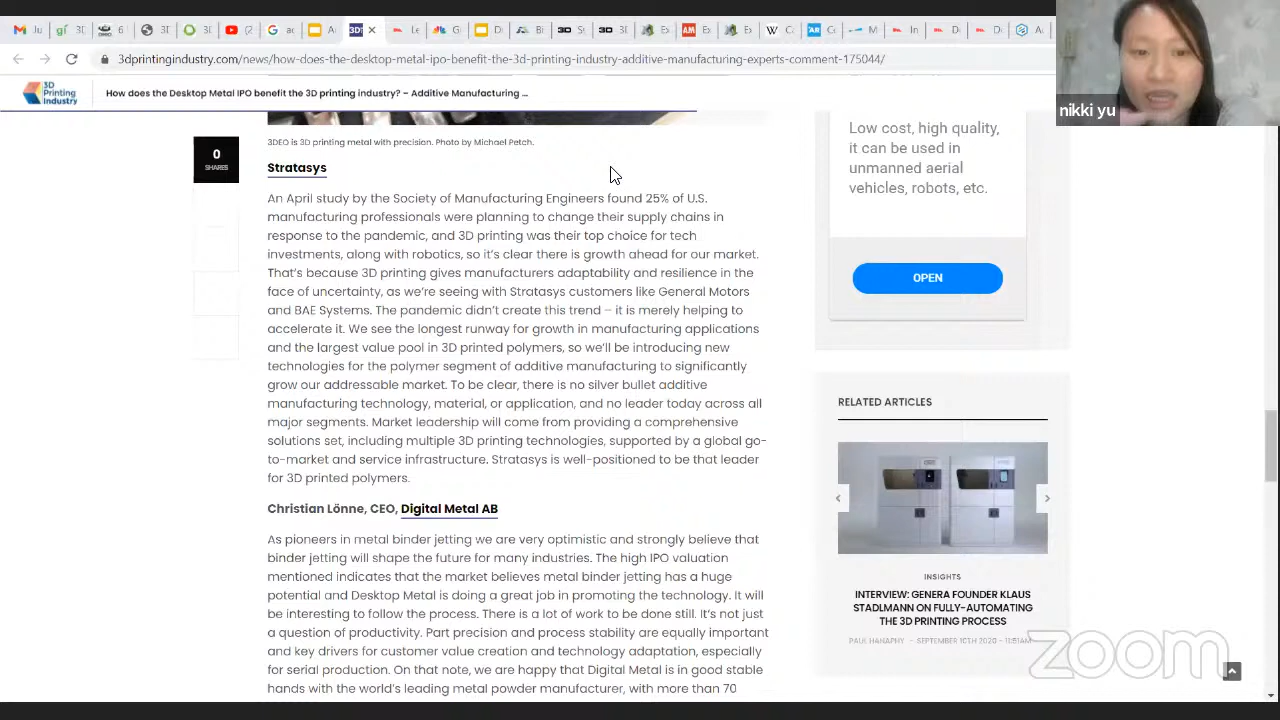 3dprintingindustry.com/news/how-does-the-desktop-metal-ipo-benefit-the-3d-printing-industry-additive-manufacturing-experts-comment-175044/
3D
Printing
Industry
How does the Desktop Metal IPO benefit the 3D printing industry? – Additive Manufacturing ...
nikki yu
3DEO is 3D printing metal with precision. Photo by Michael Petch.
0
SHARES
Stratasys
An April study by the Society of Manufacturing Engineers found 25% of U.S.
manufacturing professionals were planning to change their supply chains in
response to the pandemic, and 3D printing was their top choice for tech
investments, along with robotics, so it's clear there is growth ahead for our market.
That's because 3D printing gives manufacturers adaptability and resilience in the
face of uncertainty, as we're seeing with Stratasys customers like General Motors
and BAE Systems. The pandemic didn't create this trend – it is merely helping to
accelerate it. We see the longest runway for growth in manufacturing applications
and the largest value pool in 3D printed polymers, so we'll be introducing new
technologies for the polymer segment of additive manufacturing to significantly
grow our addressable market. To be clear, there is no silver bullet additive
manufacturing technology, material, or application, and no leader today across all
major segments. Market leadership will come from providing a comprehensive
solutions set, including multiple 3D printing technologies, supported by a global go-
to-market and service infrastructure. Stratasys is well-positioned to be that leader
for 3D printed polymers.
Christian Lönne, CEO, Digital Metal AB
As pioneers in metal binder jetting we are very optimistic and strongly believe that
binder jetting will shape the future for many industries. The high IPO valuation
mentioned indicates that the market believes metal binder jetting has a huge
potential and Desktop Metal is doing a great job in promoting the technology. It will
be interesting to follow the process. There is a lot of work to be done still. It's not just
a question of productivity. Part precision and process stability are equally important
and key drivers for customer value creation and technology adaptation, especially
for serial production. On that note, we are happy that Digital Metal is in good stable
hands with the world's leading metal powder manufacturer, with more than 70
Low cost, high quality,
it can be used in
unmanned aerial
vehicles, robots, etc.
OPEN
RELATED ARTICLES
INSIGHTS
INTERVIEW: GENERA FOUNDER KLAUS
STADLMANN ON FULLY-AUTOMATING
THE 3D PRINTING PROCESS
PAUL HANAPHY – SEPTEMBER 10TH 2020 - 11:51AM
zoom